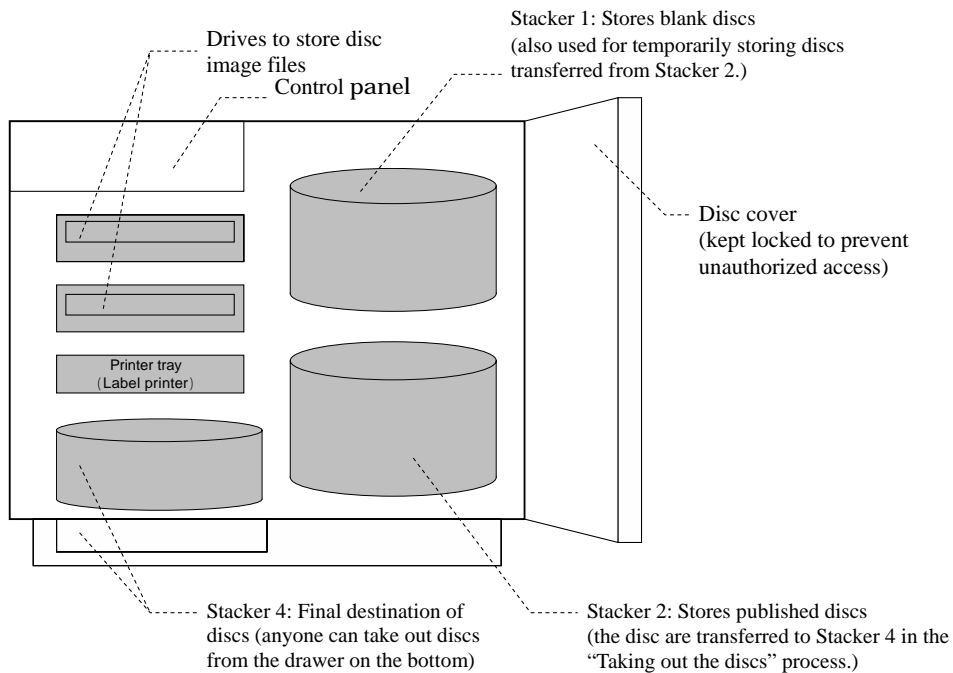 Stacker 1: Stores blank discs
(also used for temporarily storing discs
transferred from Stacker 2.)
Drives to store disc
image files
Control panel
Disc cover
(kept locked to prevent
unauthorized access)
Printer tray
(Label printer)
Stacker 4: Final destination of
discs (anyone can take out discs
from the drawer on the bottom)
Stacker 2: Stores published discs
(the disc are transferred to Stacker 4 in the
“Taking out the discs” process.)